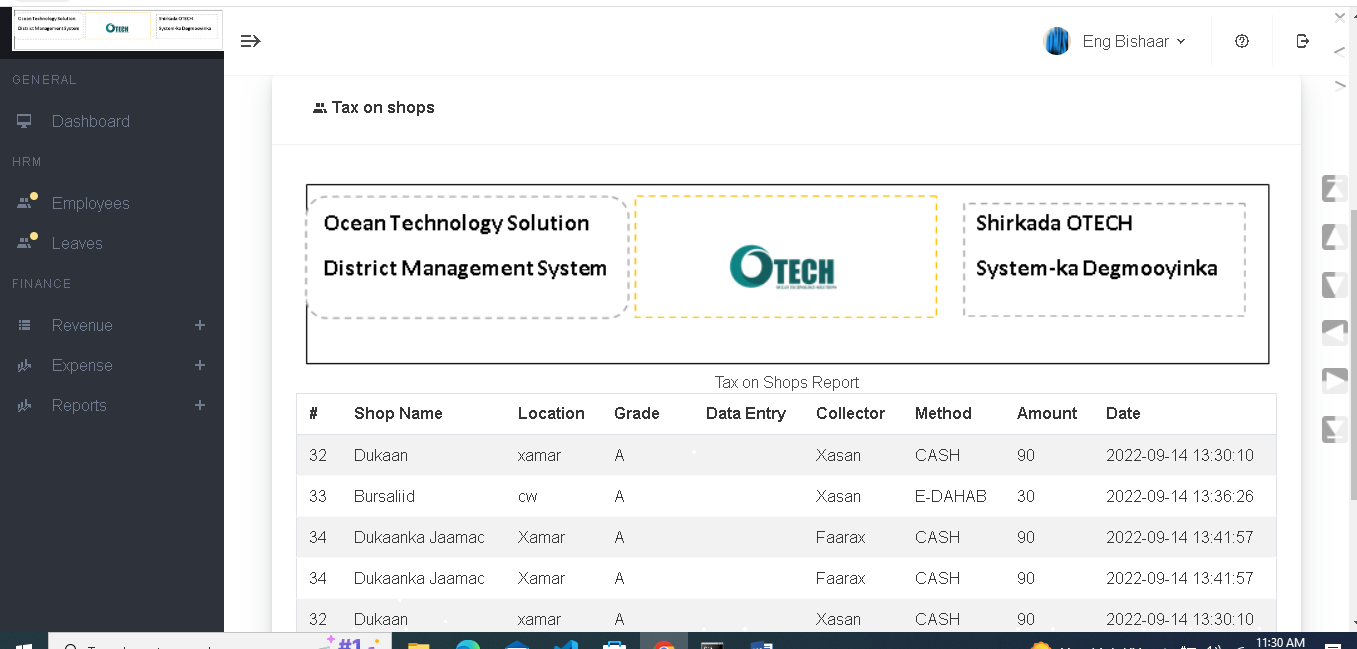 Ocean Technology Solution
District Management System
OTECH
Shirkada OTECH
System-ka Degmooyinka
Eng Bishaar
GENERAL
Dashboard
HRM
Employees
Leaves
FINANCE
Revenue +
Expense +
Reports +
Tax on shops
Ocean Technology Solution
District Management System
OTECH
Shirkada OTECH
System-ka Degmooyinka
Tax on Shops Report
# Shop Name Location Grade Data Entry Collector Method Amount Date
32 Dukaan xamar A Xasan CASH 90 2022-09-14 13:30:10
33 Bursaliid cw A Xasan E-DAHAB 30 2022-09-14 13:36:26
34 Dukaanka Jaamac Xamar A Faarax CASH 90 2022-09-14 13:41:57
34 Dukaanka Jaamac Xamar A Faarax CASH 90 2022-09-14 13:41:57
32 Dukaan xamar A Xasan CASH 90 2022-09-14 13:30:10
#1
11:30 AM